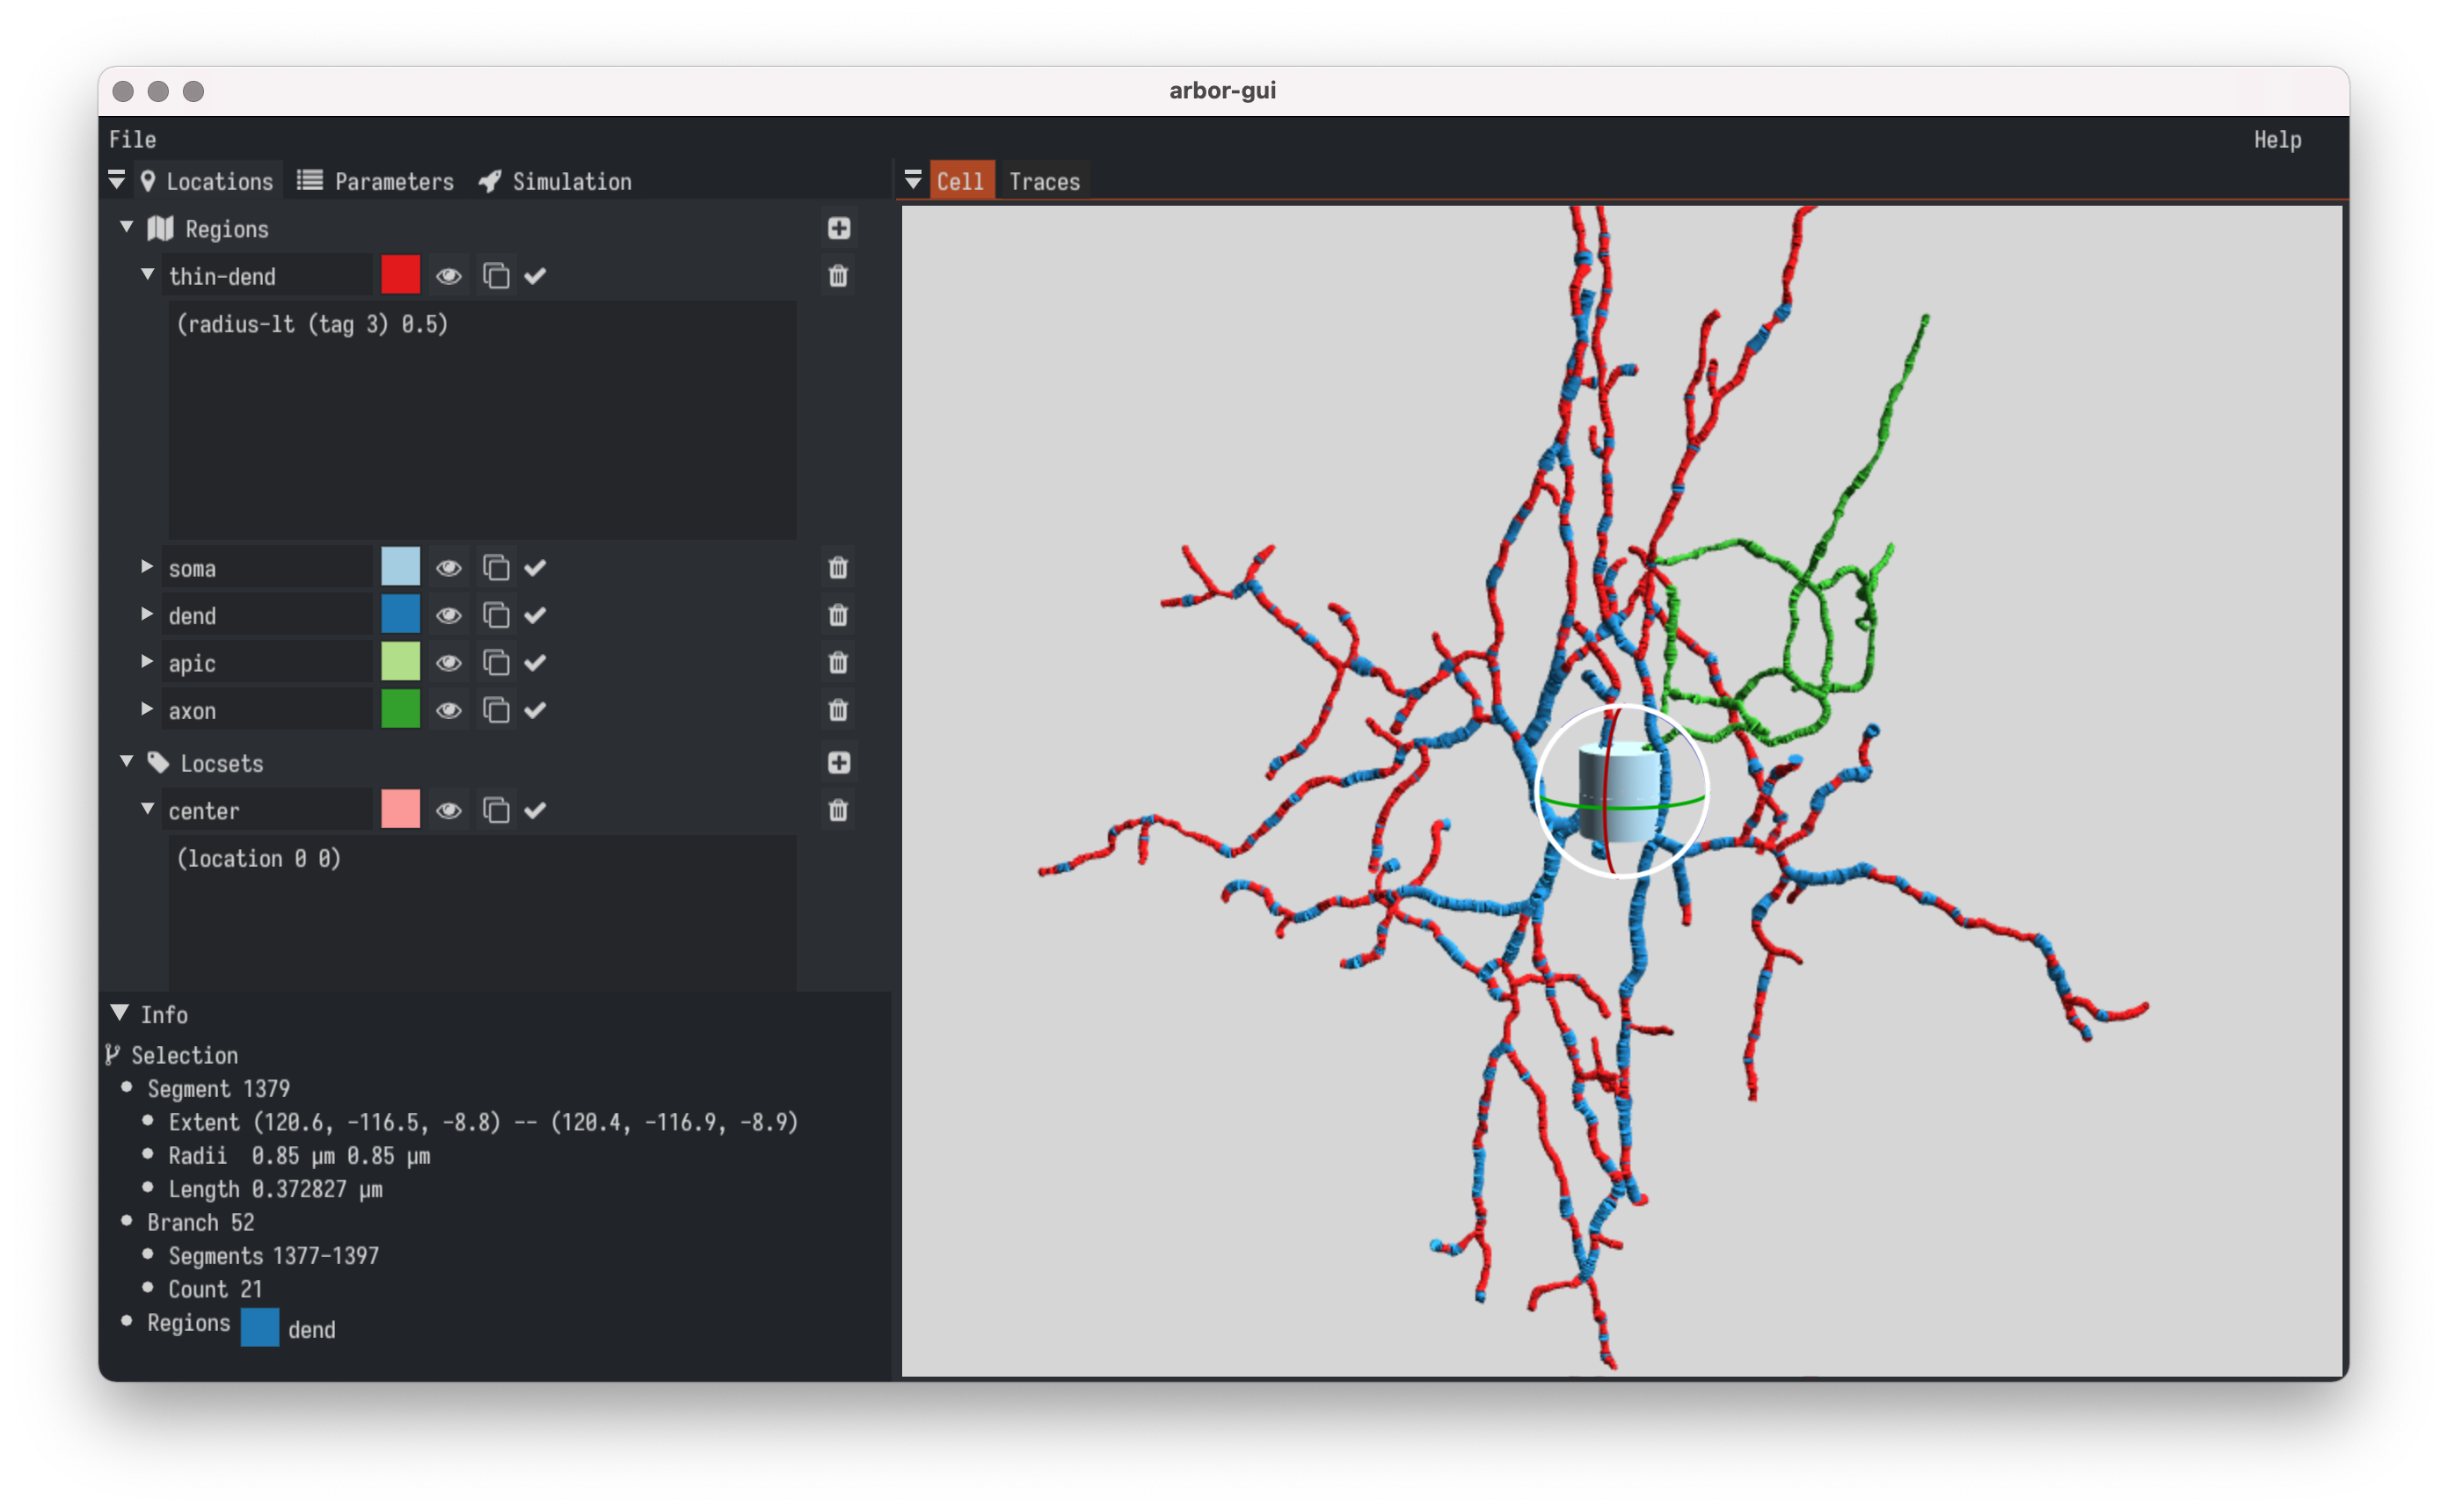 arbor-gui
File
Help
Locations
Parameters
Simulation
Cell
Traces
Regions
thin-dend
(radius-lt (tag 3) 0.5)
soma
dend
apic
axon
Locsets
center
(location 0 0)
Info
Selection
Segment 1379
Extent (120.6, -116.5, -8.8) -- (120.4, -116.9, -8.9)
Radii 0.85 µm 0.85 µm
Length 0.372827 µm
Branch 52
Segments 1377-1397
Count 21
Regions dend